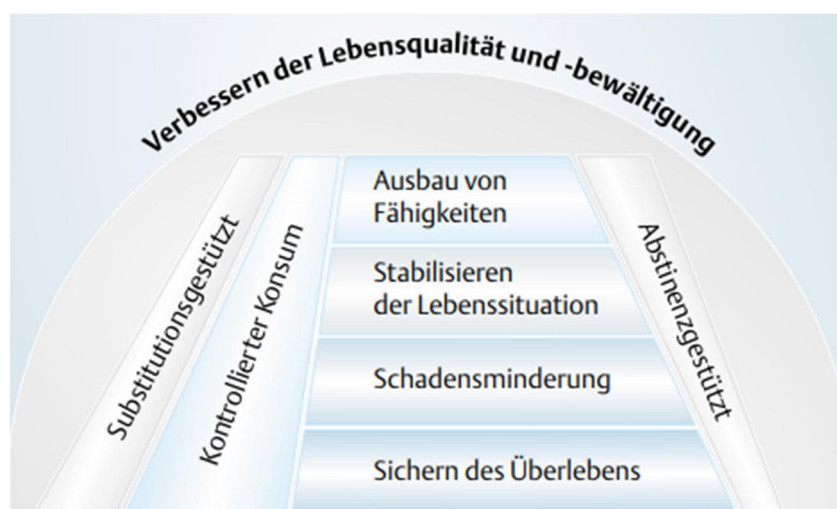 Verbessern der Lebensqualität und -bewältigung
Substitutionsgestützt
Kontrollierter Konsum
Ausbau von
Fähigkeiten
Stabilisieren
der Lebenssituation
Schadensminderung
Sichern des Überlebens
Abstinenzgestützt